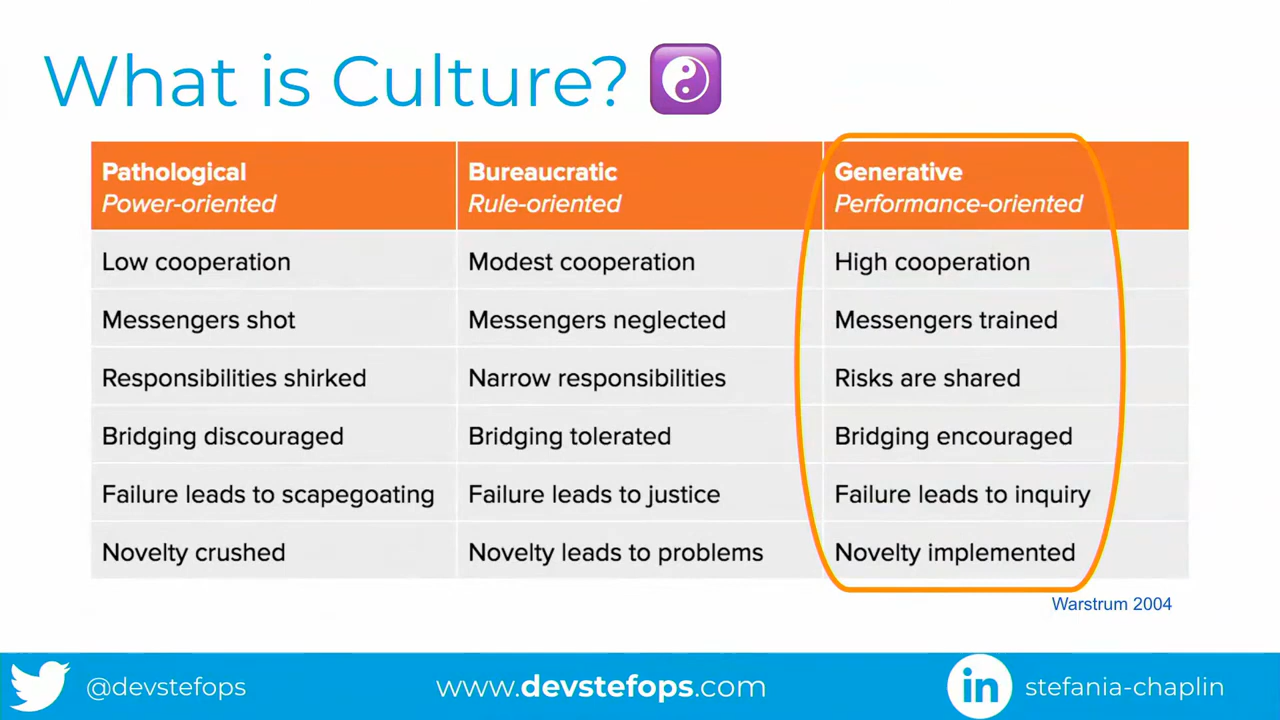 What is Culture?
Pathological Bureaucratic Generative
Power-oriented Rule-oriented Performance-oriented
Low cooperation Modest cooperation High cooperation
Messengers shot Messengers neglected Messengers trained
Responsibilities shirked Narrow responsibilities Risks are shared
Bridging discouraged Bridging tolerated Bridging encouraged
Failure leads to scapegoating Failure leads to justice Failure leads to inquiry
Novelty crushed Novelty leads to problems Novelty implemented
Warstrum 2004
@devstefops www.devstefops.com in stefania-chaplin